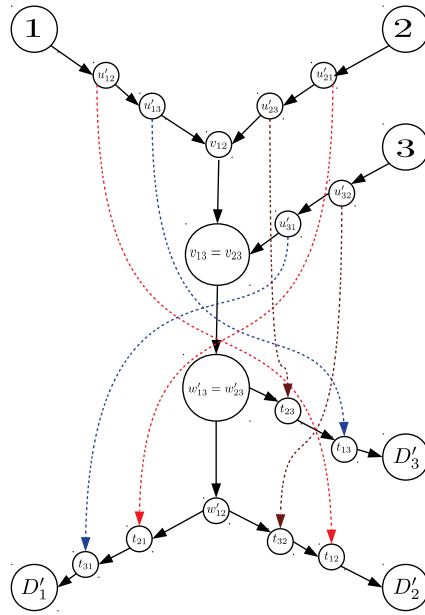 1
2
u′₁₂
u′₂₁
u′₁₃
u′₂₃
v₁₂
3
u′₃₂
u′₃₁
v₁₃ = v₂₃
w′₁₃ = w′₂₃
t₂₃
t₁₃
D′₃
w′₁₂
t₂₁
t₃₂
t₃₁
t₁₂
D′₁
D′₂